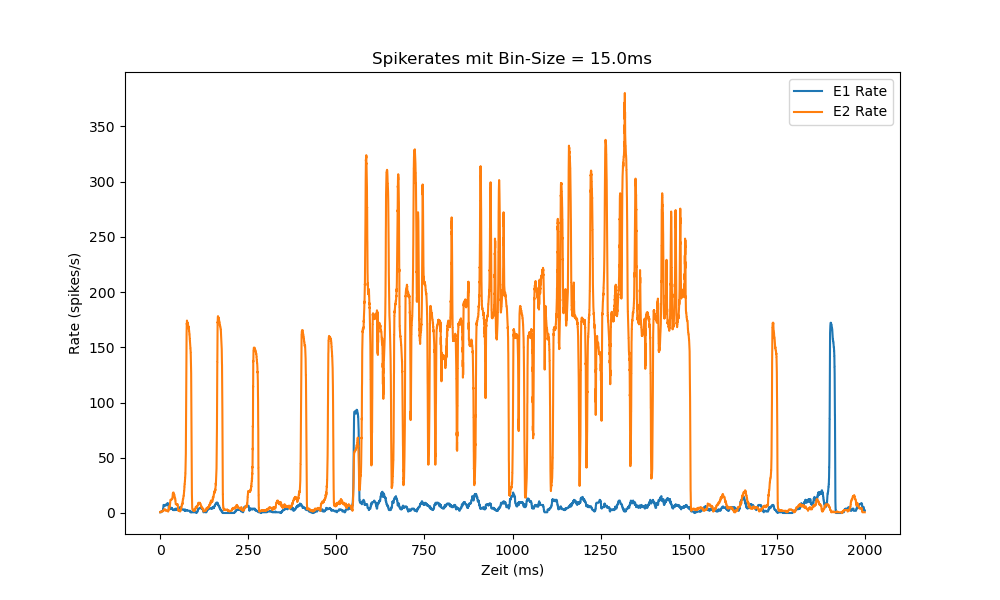 Spikerates mit Bin-Size = 15.0ms
E1 Rate
E2 Rate
Rate (spikes/s)
350
300
250
200
150
100
50
0
0 250 500 750 1000 1250 1500 1750 2000
Zeit (ms)